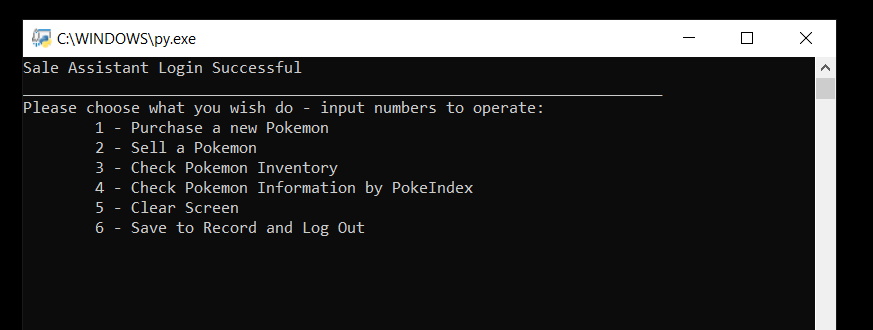 C:\WINDOWS\py.exe
Sale Assistant Login Successful
Please choose what you wish do - input numbers to operate:
1 - Purchase a new Pokemon
2 - Sell a Pokemon
3 - Check Pokemon Inventory
4 - Check Pokemon Information by PokeIndex
5 - Clear Screen
6 - Save to Record and Log Out